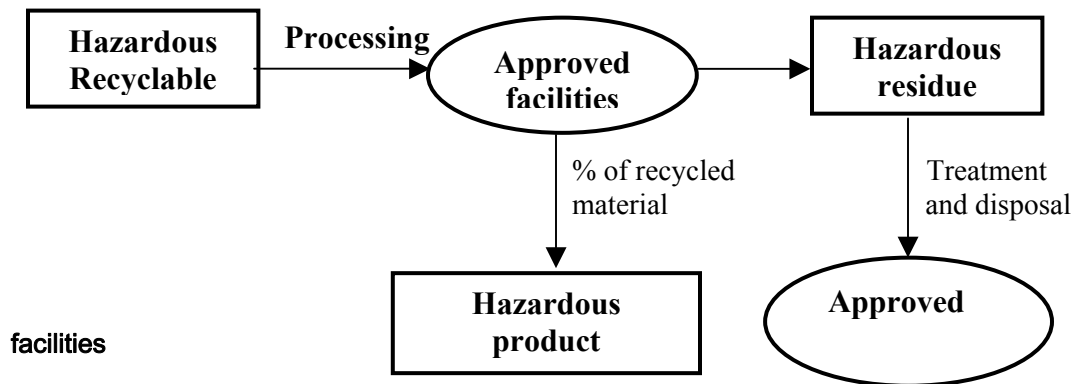 Hazardous
Recyclable
Processing
Approved
facilities
Hazardous
residue
% of recycled
material
Treatment
and disposal
Hazardous
product
Approved
facilities